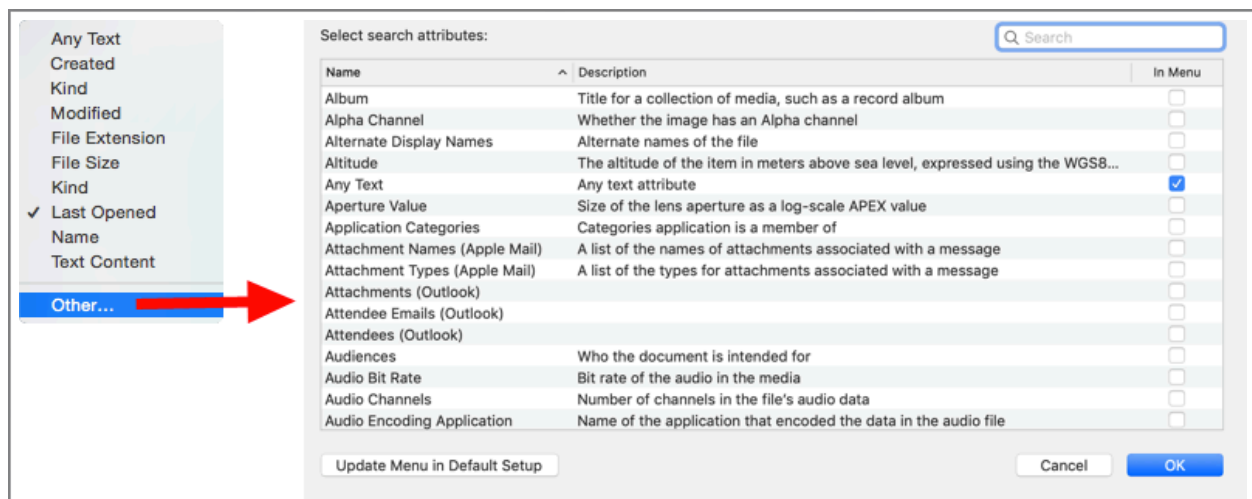 Any Text
Created
Kind
Modified
File Extension
File Size
Kind
✓ Last Opened
Name
Text Content
Other...
Select search attributes:
Search
Name Description In Menu
Album Title for a collection of media, such as a record album
Alpha Channel Whether the image has an Alpha channel
Alternate Display Names Alternate names of the file
Altitude The altitude of the item in meters above sea level, expressed using the WGS8...
Any Text Any text attribute
Aperture Value Size of the lens aperture as a log-scale APEX value
Application Categories Categories application is a member of
Attachment Names (Apple Mail) A list of the names of attachments associated with a message
Attachment Types (Apple Mail) A list of the types for attachments associated with a message
Attachments (Outlook)
Attendee Emails (Outlook)
Attendees (Outlook)
Audiences Who the document is intended for
Audio Bit Rate Bit rate of the audio in the media
Audio Channels Number of channels in the file's audio data
Audio Encoding Application Name of the application that encoded the data in the audio file
Update Menu in Default Setup Cancel OK